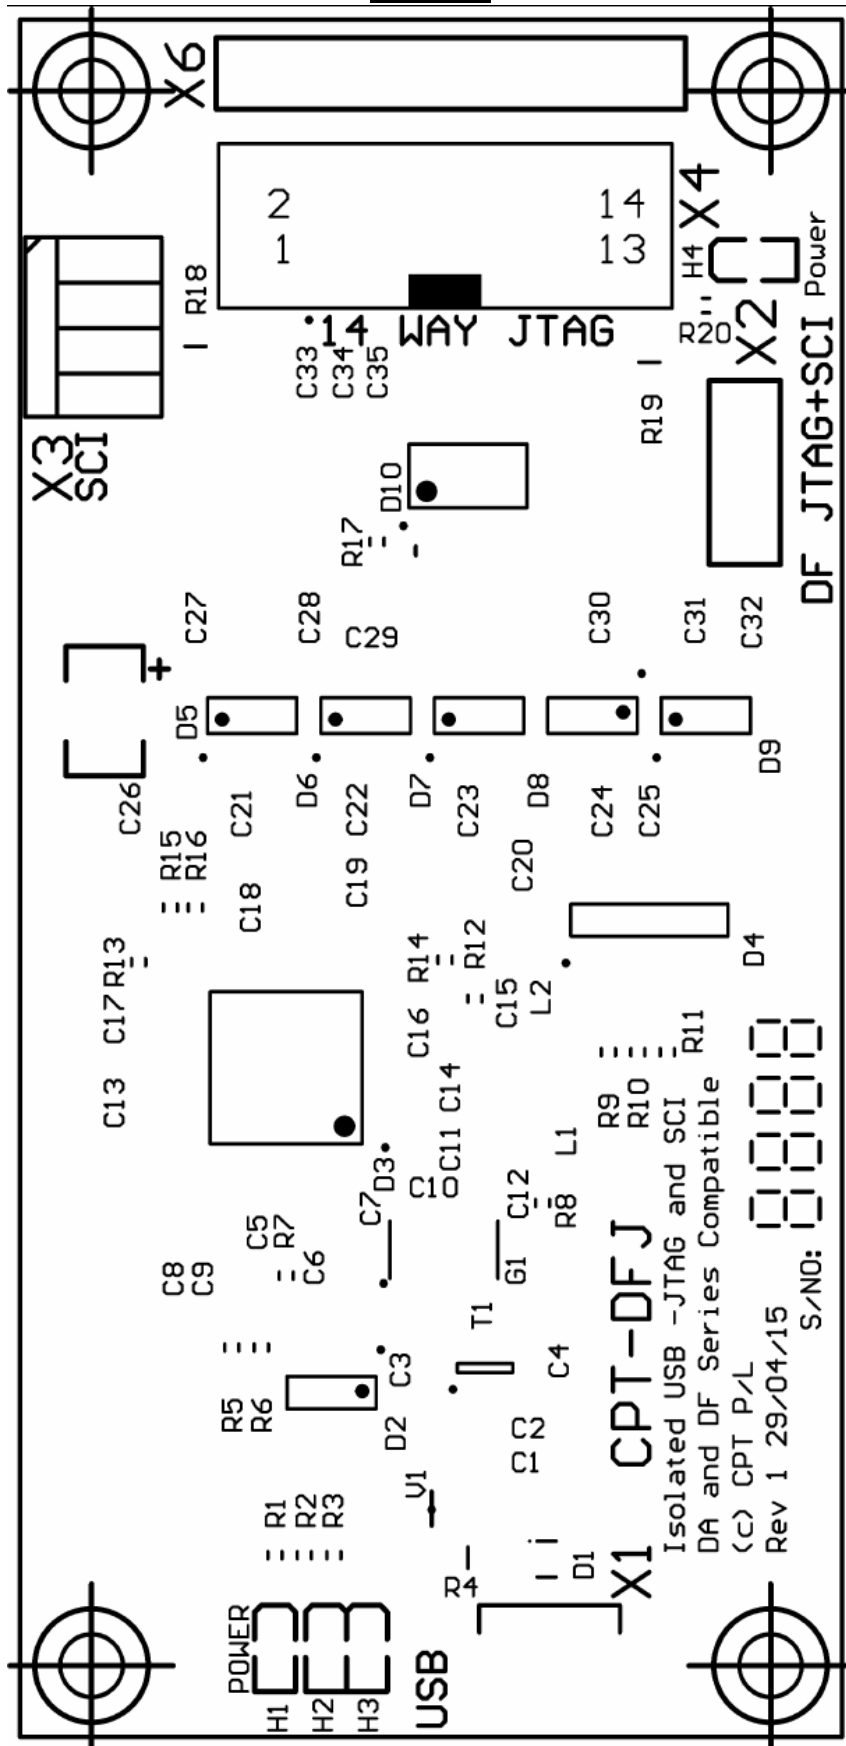 X6
2 14
1 13
X4
H4
Power
R18
14 WAY JTAG
R20
X2
C33
C34
C35
R19
X3
SCI
D10
R17
DF JTAG+SCI
C27
C28
C29
C30
C31
C32
+
D5
D6
D7
D8
D9
C26
C21
C22
C23
C24
C25
R15
R16
C18
C19
C20
R13
R14
R12
D4
C17
C16
C15
L2
R11
C13
C14
R9
R10
C11
L1
D3
C10
C7
C12
R8
C5
R7
C6
C8
C9
G1
T1
S/NO:
C3
C4
R5
R6
D2
C2
C1
V1
CPT-DFJ
Isolated USB -JTAG and SCI
DA and DF Series Compatible
(c) CPT P/L
Rev 1 29/04/15
R1
R2
R3
R4
D1
X1
POWER
H1
H2
H3
USB